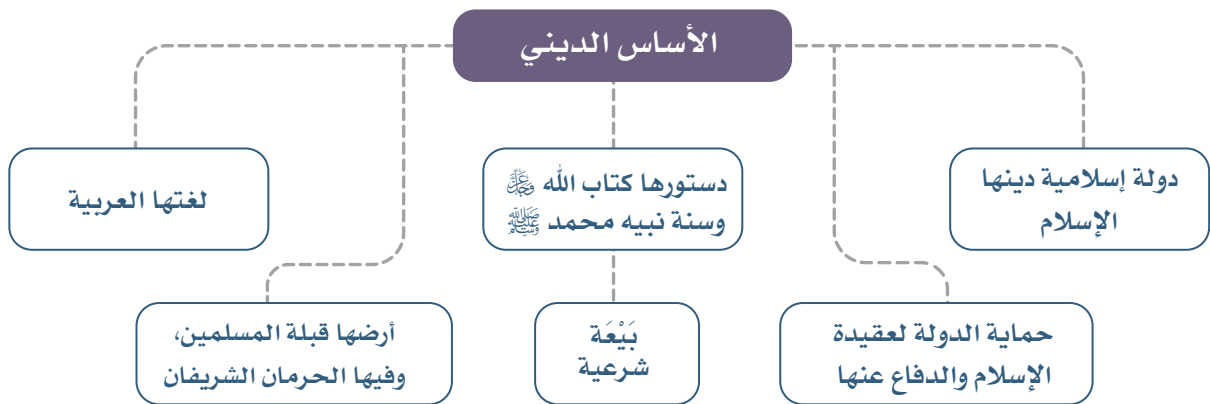 الأساس الديني
دولة إسلامية دينها
الإسلام
دستورها كتاب الله ﷻ
وسنة نبيه محمد ﷺ
لغتها العربية
حماية الدولة لعقيدة
الإسلام والدفاع عنها
بَيْعَة
شرعية
أرضها قبلة المسلمين،
وفيها الحرمان الشريفان